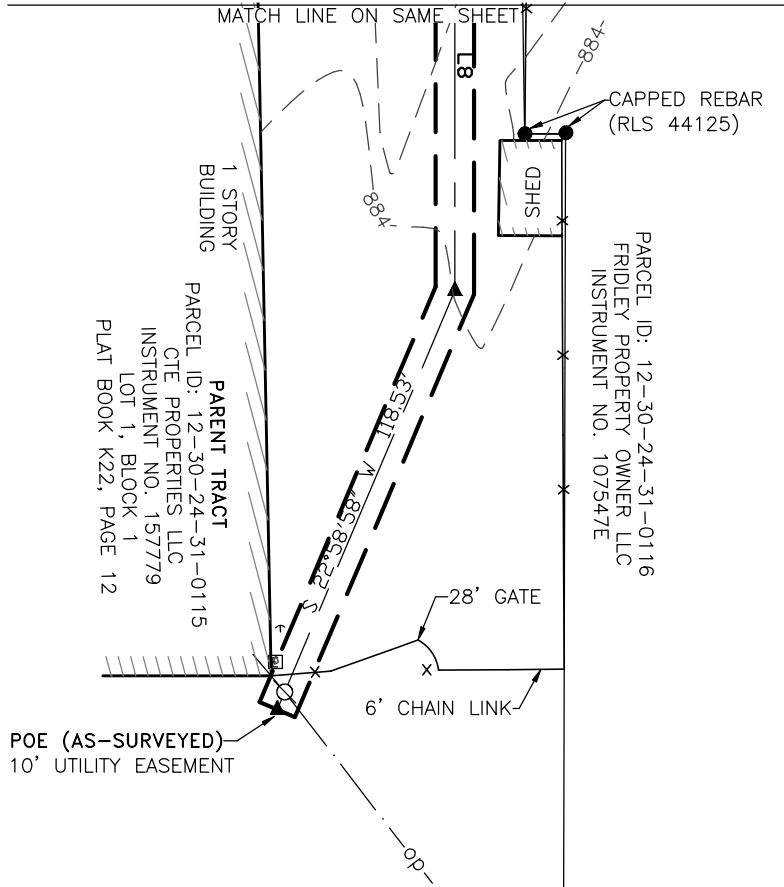 MATCH LINE ON SAME SHEET
L8
884
CAPPED REBAR
(RLS 44125)
SHED
884
1 STORY
BUILDING
PARCEL ID: 12-30-24-31-0116
FRIDLEY PROPERTY OWNER LLC
INSTRUMENT NO. 107547E
S 22°58'58" W 118.53'
PARENT TRACT
PARCEL ID: 12-30-24-31-0115
CTE PROPERTIES LLC
INSTRUMENT NO. 157779
LOT 1, BLOCK 1
PLAT BOOK K22, PAGE 12
28' GATE
6' CHAIN LINK
POE (AS-SURVEYED)
10' UTILITY EASEMENT
op